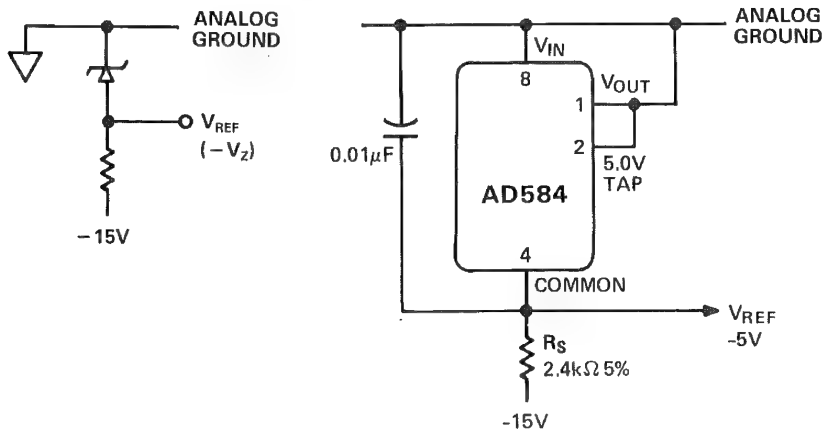 ANALOG
GROUND
V_REF
(−V_Z)
−15V
ANALOG
GROUND
V_IN
8
V_OUT
1
2
5.0V
TAP
0.01μF
AD584
4
COMMON
V_REF
-5V
R_S
2.4kΩ 5%
-15V